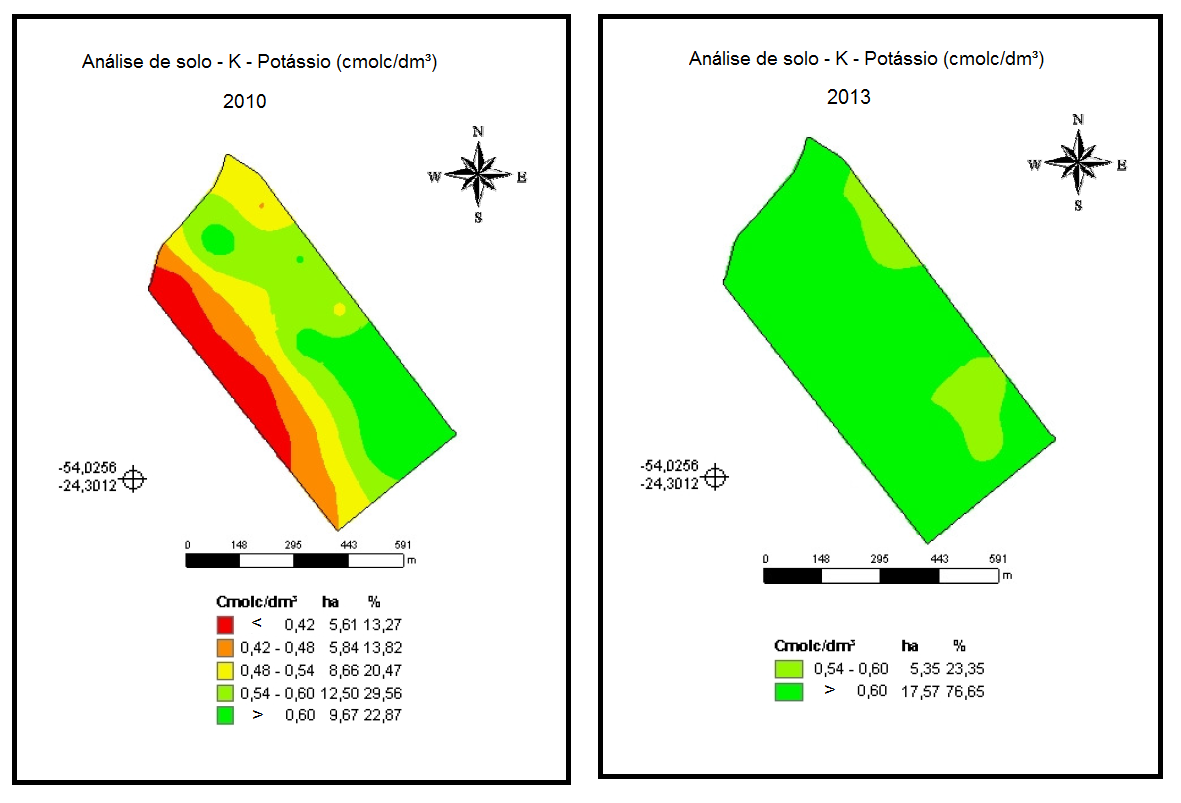 Análise de solo - K - Potássio (cmolc/dm³)
2010
N
W E
S
-54,0256
-24,3012
0 148 295 443 591
m
Cmolc/dm³ ha %
< 0,42 5,61 13,27
0,42 - 0,48 5,84 13,82
0,48 - 0,54 8,66 20,47
0,54 - 0,60 12,50 29,56
> 0,60 9,67 22,87
Análise de solo - K - Potássio (cmolc/dm³)
2013
N
W E
S
-54,0256
-24,3012
0 148 295 443 591
m
Cmolc/dm³ ha %
0,54 - 0,60 5,35 23,35
> 0,60 17,57 76,65